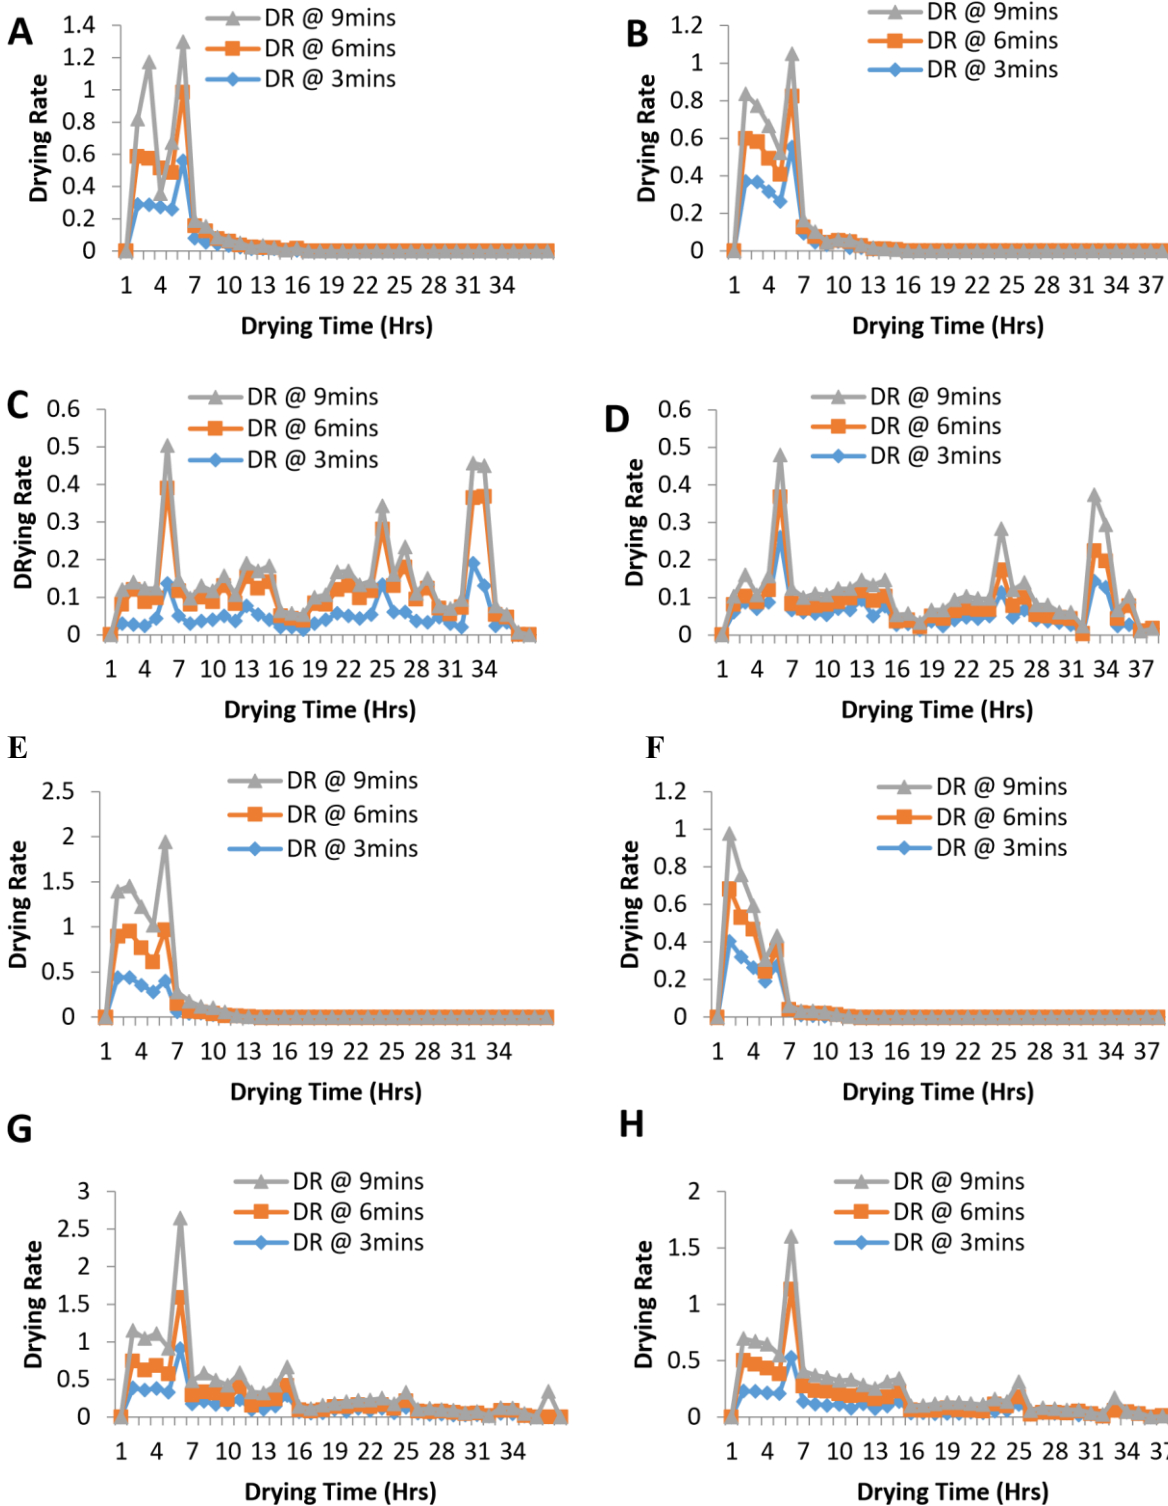 A
DR @ 9mins
DR @ 6mins
DR @ 3mins
Drying Rate
1.4
1.2
1
0.8
0.6
0.4
0.2
0
1 4 7 10 13 16 19 22 25 28 31 34
Drying Time (Hrs)
B
DR @ 9mins
DR @ 6mins
DR @ 3mins
Drying Rate
1.2
1
0.8
0.6
0.4
0.2
0
1 4 7 10 13 16 19 22 25 28 31 34 37
Drying Time (Hrs)
C
DR @ 9mins
DR @ 6mins
DR @ 3mins
DRying Rate
0.6
0.5
0.4
0.3
0.2
0.1
0
1 4 7 10 13 16 19 22 25 28 31 34
Drying Time (Hrs)
D
DR @ 9mins
DR @ 6mins
DR @ 3mins
Drying Rate
0.6
0.5
0.4
0.3
0.2
0.1
0
1 4 7 10 13 16 19 22 25 28 31 34 37
Drying Time (Hrs)
E
DR @ 9mins
DR @ 6mins
DR @ 3mins
Drying Rate
2.5
2
1.5
1
0.5
0
1 4 7 10 13 16 19 22 25 28 31 34
Drying Time (Hrs)
F
DR @ 9mins
DR @ 6mins
DR @ 3mins
Drying Rate
1.2
1
0.8
0.6
0.4
0.2
0
1 4 7 10 13 16 19 22 25 28 31 34 37
Drying Time (Hrs)
G
DR @ 9mins
DR @ 6mins
DR @ 3mins
Drying Rate
3
2.5
2
1.5
1
0.5
0
1 4 7 10 13 16 19 22 25 28 31 34
Drying Time (Hrs)
H
DR @ 9mins
DR @ 6mins
DR @ 3mins
Drying Rate
2
1.5
1
0.5
0
1 4 7 10 13 16 19 22 25 28 31 34 37
Drying Time (Hrs)